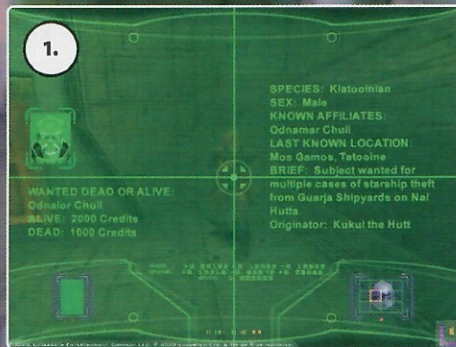 1.
SPECIES: Klatooinian
SEX: Male
KNOWN AFFILIATES:
Odnamar Chull
LAST KNOWN LOCATION:
Mos Gamos, Tatooine
BRIEF: Subject wanted for
multiple cases of starship theft
from Guarja Shipyards on Nal
Hutta
Originator: Kukul the Hutt
WANTED DEAD OR ALIVE:
Odnalor Chull
ALIVE: 2000 Credits
DEAD: 1000 Credits